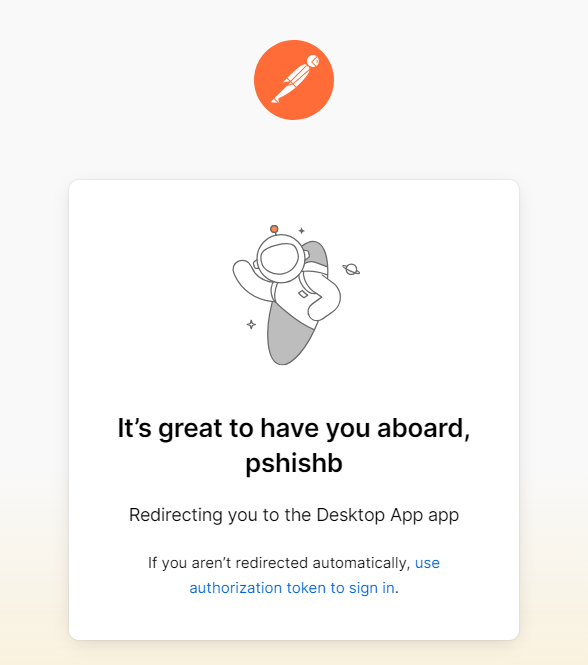 It’s great to have you aboard,
pshishb
Redirecting you to the Desktop App app
If you aren’t redirected automatically, use
authorization token to sign in.